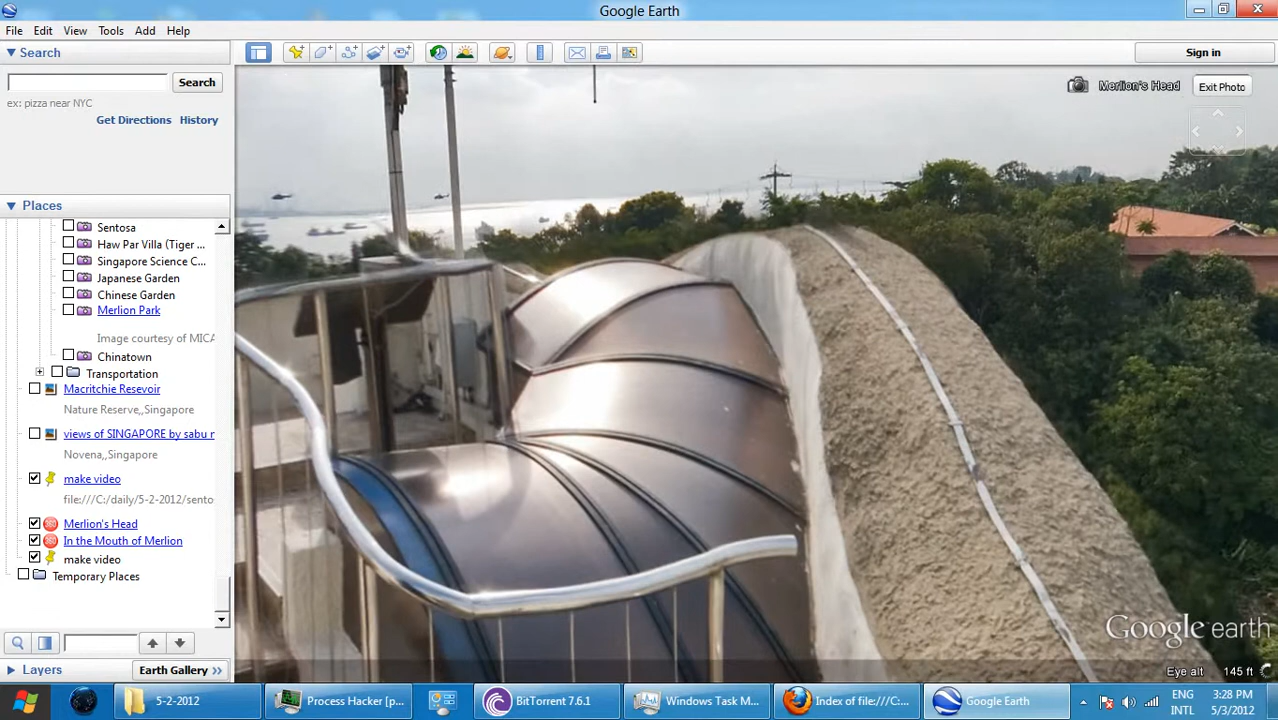 Google Earth
File Edit View Tools Add Help
Search
Search
ex: pizza near NYC
Get Directions History
Sign in
Merlion's Head
Exit Photo
Places
Sentosa
Haw Par Villa (Tiger ...
Singapore Science C...
Japanese Garden
Chinese Garden
Merlion Park
Image courtesy of MICA
Chinatown
Transportation
Macritchie Resevoir
Nature Reserve,,Singapore
views of SINGAPORE by sabu
Novena,,Singapore
make video
file:///C:/daily/5-2-2012/sento
Merlion's Head
In the Mouth of Merlion
make video
Temporary Places
Google earth
Layers
Earth Gallery >>
Eye alt 145 ft
5-2-2012
Process Hacker [p...
BitTorrent 7.6.1
Windows Task M...
Index of file:///C:...
Google Earth
ENG
INTL
3:28 PM
5/3/2012